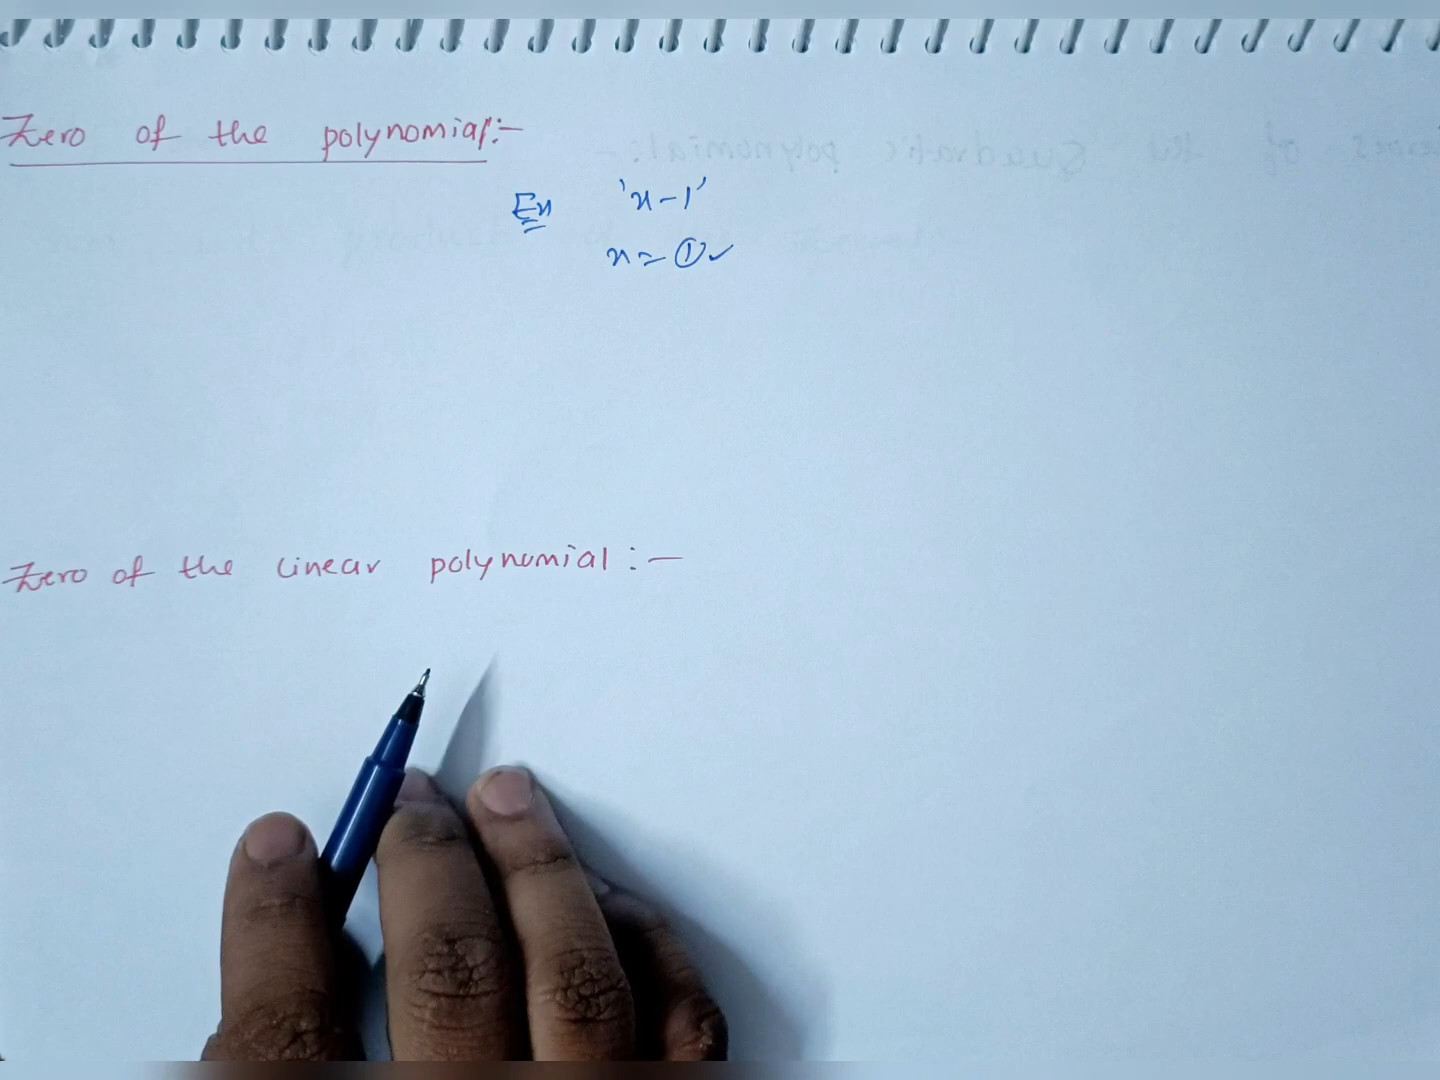 Zero of the polynomial:-
Ex 'x-1'
x = 1 ✓
Zero of the linear polynomial :-